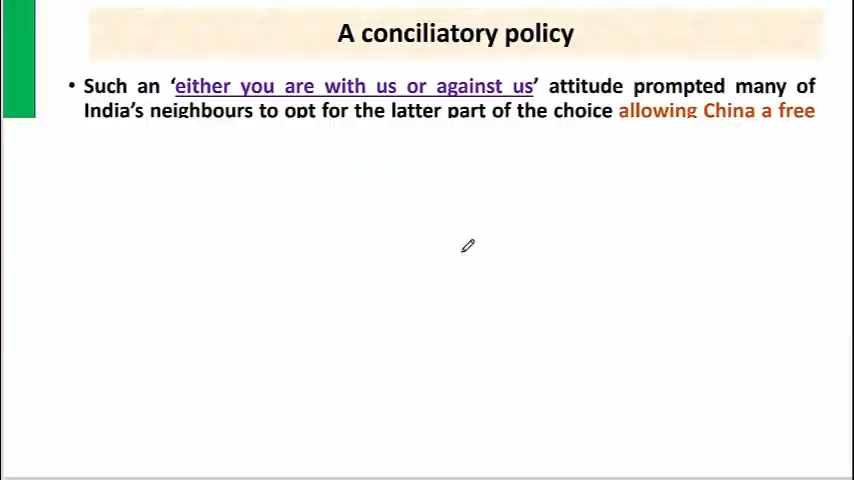 A conciliatory policy
• Such an ‘either you are with us or against us’ attitude prompted many of
India’s neighbours to opt for the latter part of the choice allowing China a free